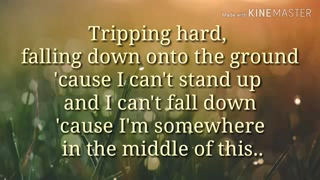 Made with KINEMASTER
Tripping hard,
falling down onto the ground
'cause I can't stand up
and I can't fall down
'cause I'm somewhere
in the middle of this..